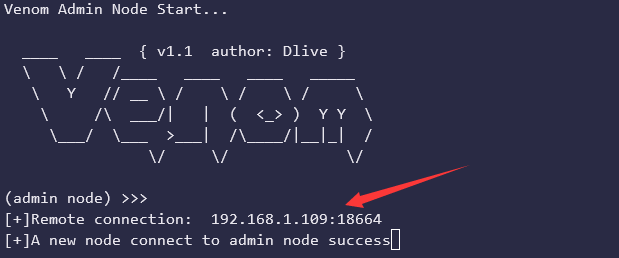 Venom Admin Node Start...
{ v1.1 author: Dlive }
Venom
(admin node) >>>
[+]Remote connection: 192.168.1.109:18664
[+]A new node connect to admin node success